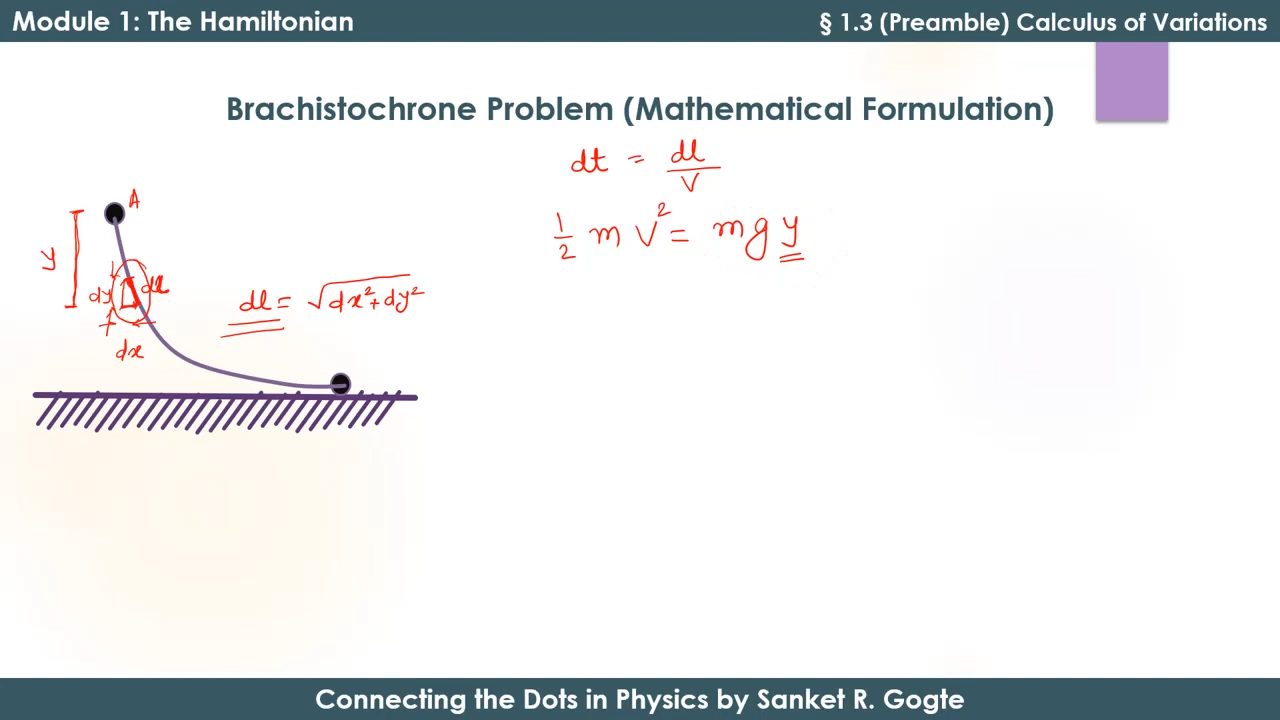 Module 1: The Hamiltonian
§ 1.3 (Preamble) Calculus of Variations
Brachistochrone Problem (Mathematical Formulation)
dt = dl/V
½ m V² = mgy
A
y
dy
dl
dx
dl = √dx²+dy²
Connecting the Dots in Physics by Sanket R. Gogte